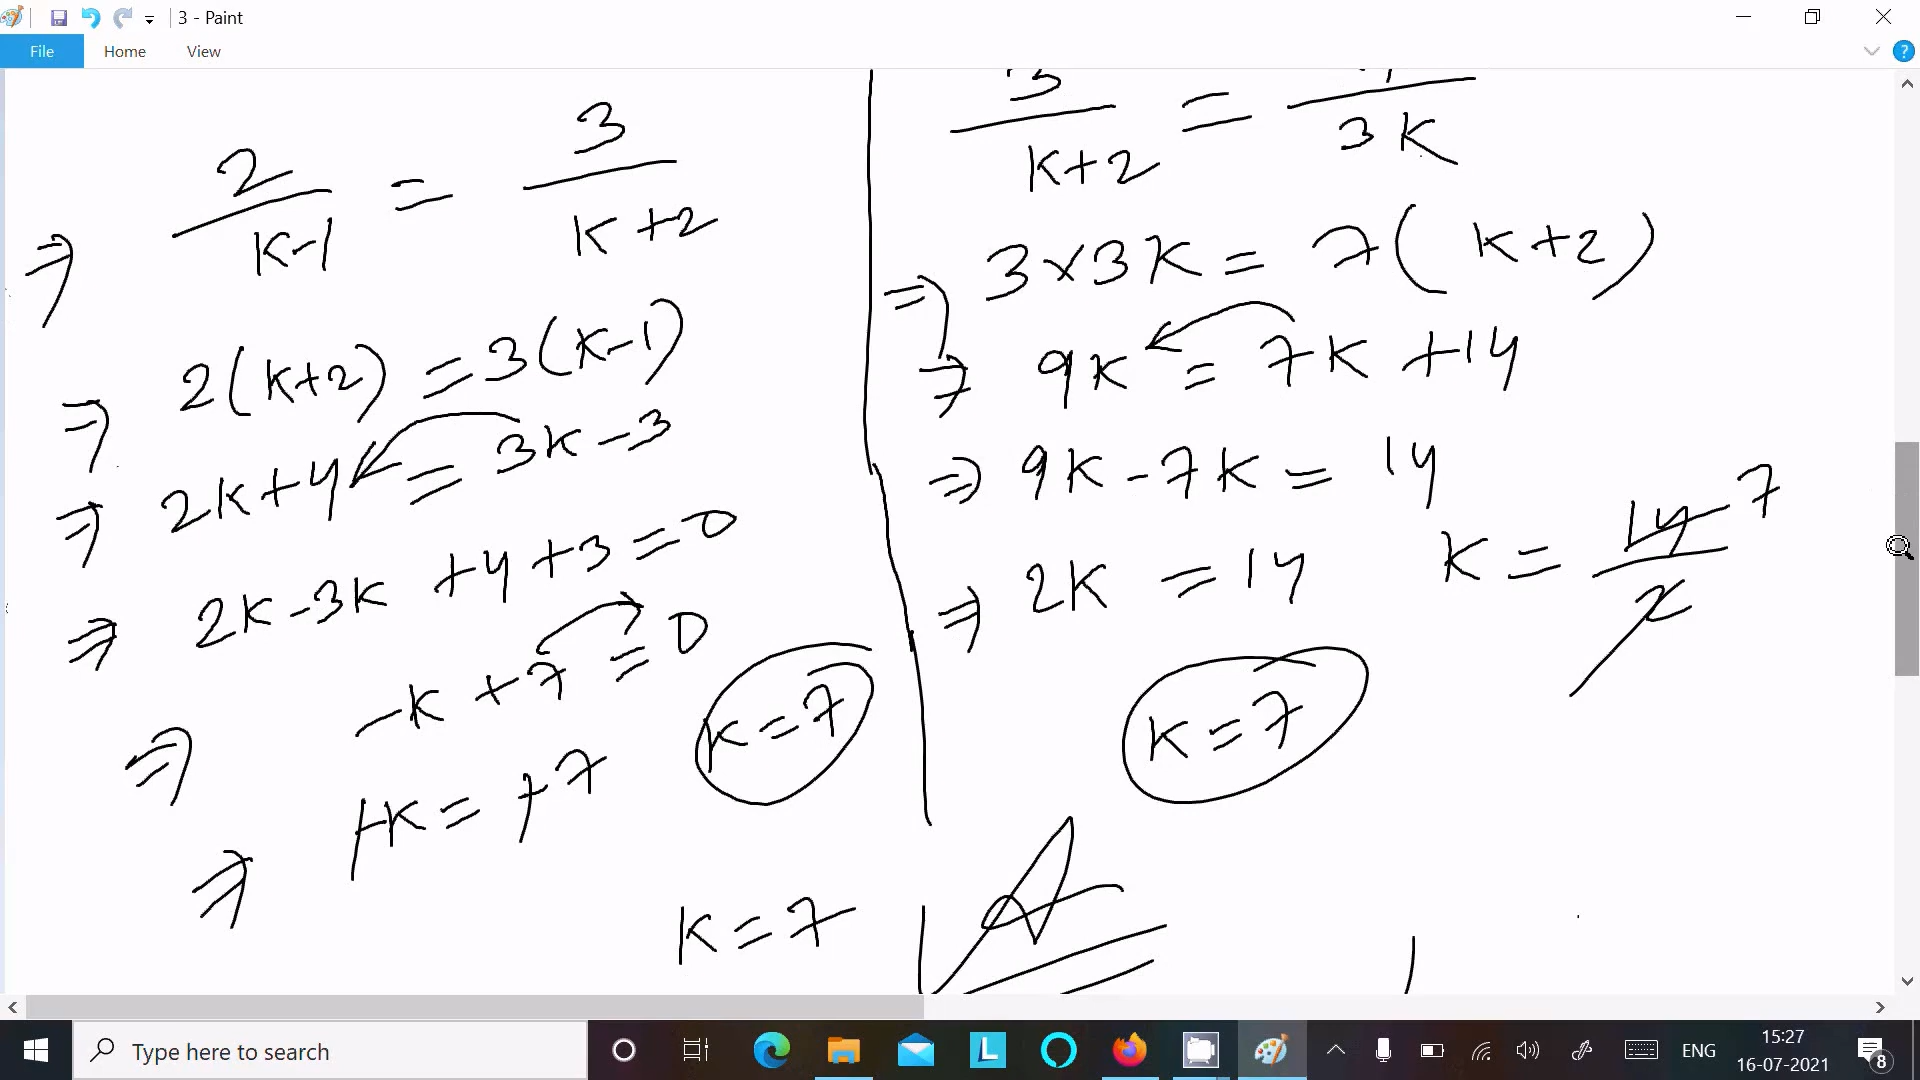 3 - Paint
File Home View
2/K-1 = 3/K+2
⇒
⇒ 2(K+2) = 3(K-1)
⇒ 2K+4 = 3K-3
⇒ 2K-3K +4+3=0
⇒ -K +7 = 0
⇒ -K = +7
K=7
K=7
3/K+2 = 7/3K
⇒ 3×3K = 7(K+2)
⇒ 9K = 7K +14
⇒ 9K-7K = 14
⇒ 2K = 14
K = 14/2 7
K=7
Type here to search
L
ENG
15:27
16-07-2021
8